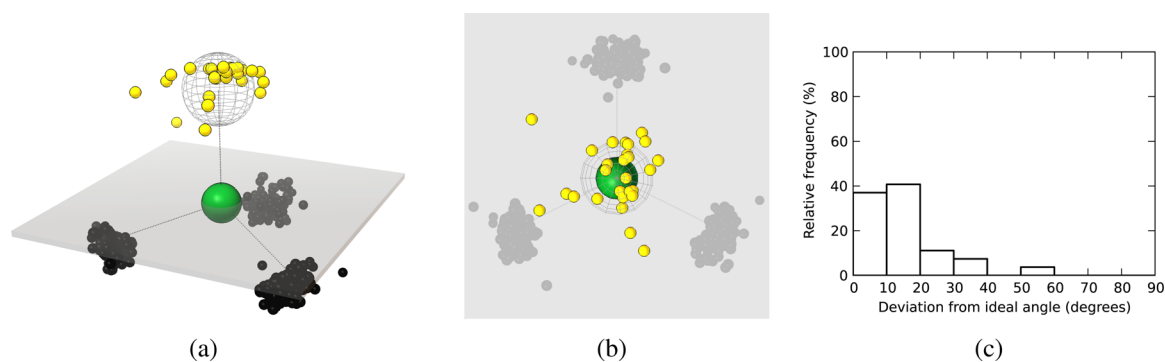 100
80
60
40
20
0
Relative frequency (%)
0 10 20 30 40 50 60 70 80 90
Deviation from ideal angle (degrees)
(a) (b) (c)